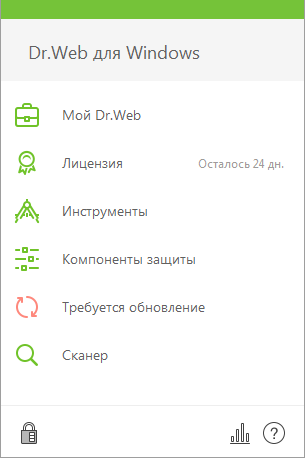 Dr.Web для Windows
Мой Dr.Web
Лицензия Осталось 24 дн.
Инструменты
Компоненты защиты
Требуется обновление
Сканер
?